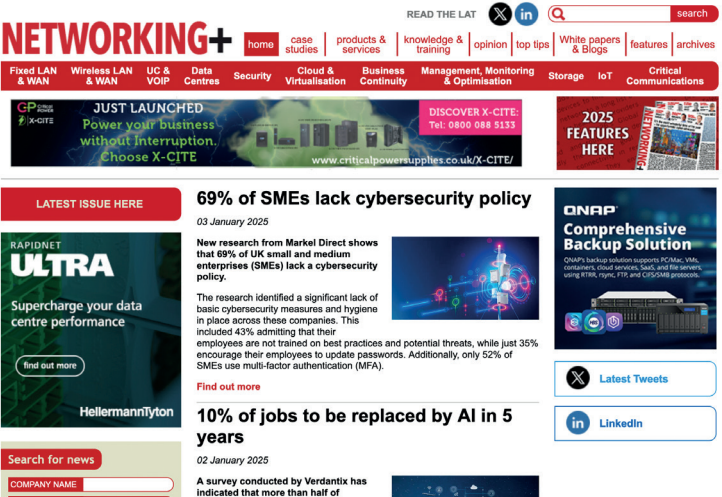 READ THE LAT
search
NETWORKING+
home
case studies
products & services
knowledge & training
opinion
top tips
White papers & Blogs
features
archives
Fixed LAN & WAN
Wireless LAN & WAN
UC & VOIP
Data Centres
Security
Cloud & Virtualisation
Business Continuity
Management, Monitoring & Optimisation
Storage
IoT
Critical Communications
GP Critical POWER
X-CITE
JUST LAUNCHED
Power your business
without Interruption.
Choose X-CITE
DISCOVER X-CITE:
Tel: 0800 088 5133
www.criticalpowersupplies.co.uk/X-CITE/
2025
FEATURES
HERE
NETWORKING+
LATEST ISSUE HERE
RAPIDNET
ULTRA
Supercharge your data
centre performance
find out more
HellermannTyton
Search for news
COMPANY NAME
69% of SMEs lack cybersecurity policy
03 January 2025
New research from Markel Direct shows
that 69% of UK small and medium
enterprises (SMEs) lack a cybersecurity
policy.
The research identified a significant lack of
basic cybersecurity measures and hygiene
in place across these companies. This
included 43% admitting that their
employees are not trained on best practices and potential threats, while just 35%
encourage their employees to update passwords. Additionally, only 52% of
SMEs use multi-factor authentication (MFA).
Find out more
10% of jobs to be replaced by AI in 5
years
02 January 2025
A survey conducted by Verdantix has
indicated that more than half of
QNAP
Comprehensive
Backup Solution
QNAP's backup solution supports PC/Mac, VMs,
containers, cloud services, SaaS, and file servers,
using RTRR, rsync, FTP, and CIFS/SMB protocols.
Latest Tweets
in
LinkedIn